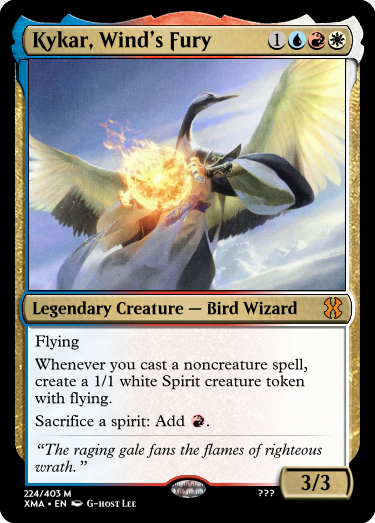 Kykar, Wind's Fury 1
Legendary Creature — Bird Wizard
Flying
Whenever you cast a noncreature spell,
create a 1/1 white Spirit creature token
with flying.
Sacrifice a spirit: Add .
“The raging gale fans the flames of righteous
wrath.”
3/3
224/403 M ???
XMA • EN G-host Lee